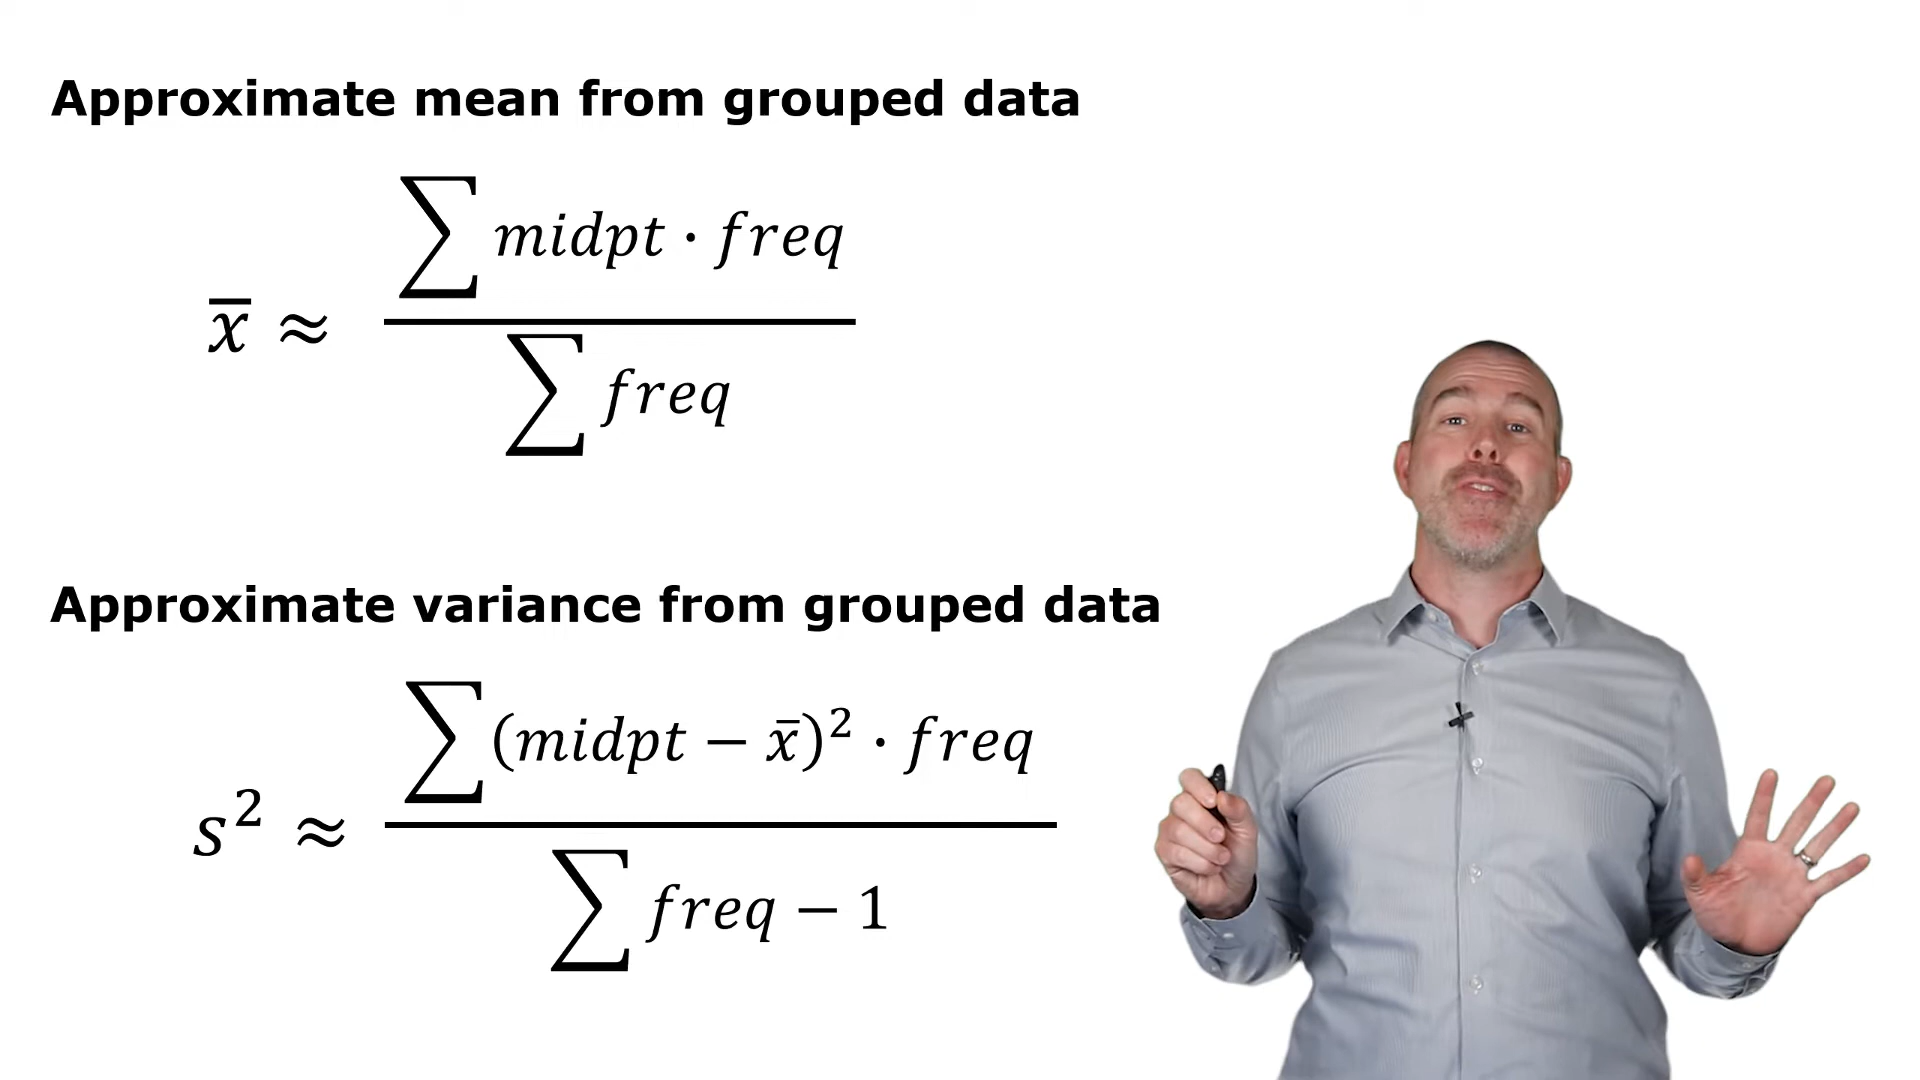 Approximate mean from grouped data
x̄ ≈ ∑ midpt · freq / ∑ freq
Approximate variance from grouped data
s² ≈ ∑(midpt − x̄)² · freq / ∑ freq − 1